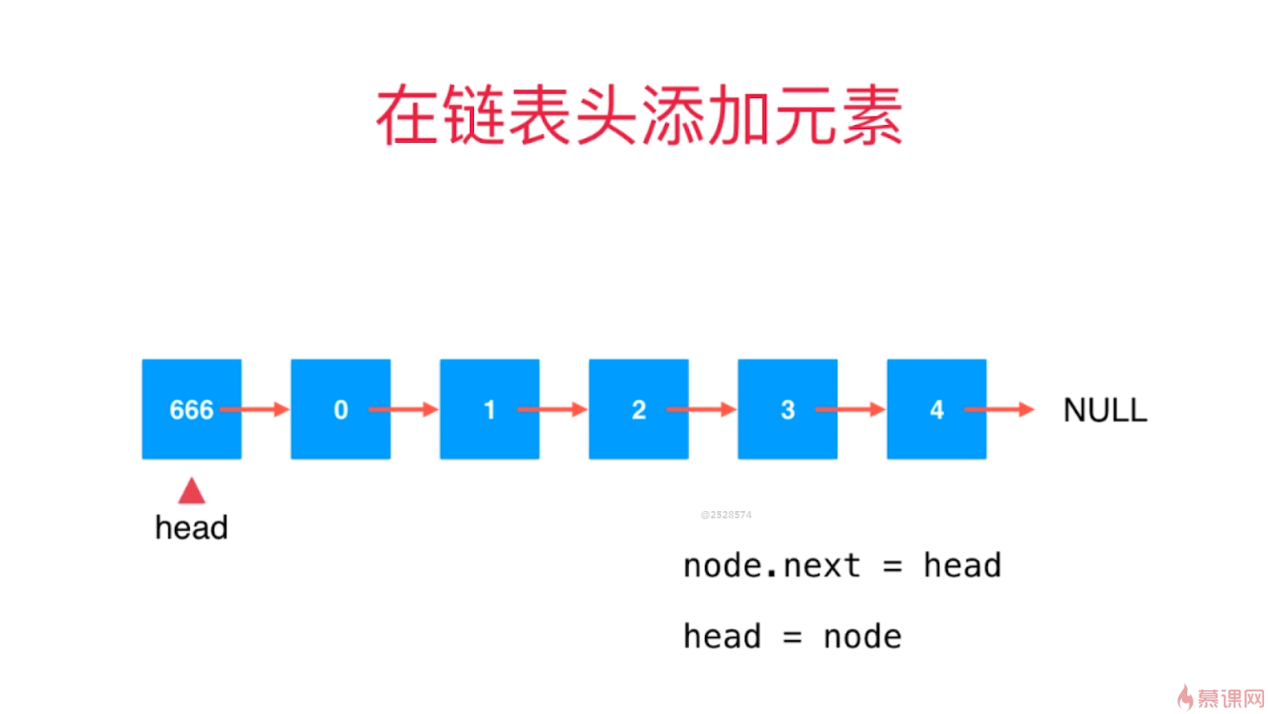 在链表头添加元素
666 0 1 2 3 4 NULL
head
@2528574
node.next = head
head = node
慕课网